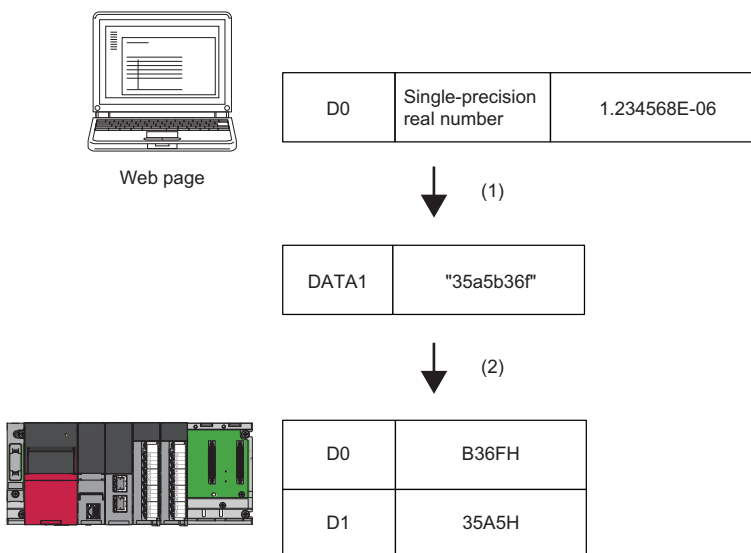 D0
Single-precision
real number
1.234568E-06
Web page
(1)
DATA1
"35a5b36f"
(2)
D0
B36FH
D1
35A5H